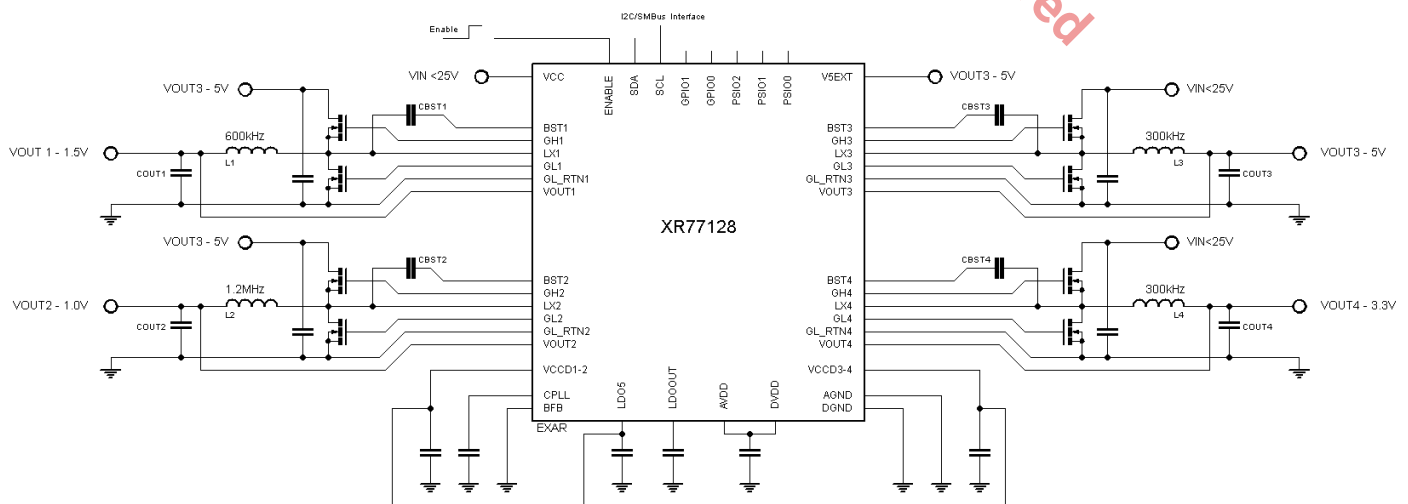 ed
I2C/SMBus Interface
Enable
VIN <25V
VCC
ENABLE
SDA
SCL
GPIO1
GPIO0
PSIO2
PSIO1
PSIO0
V5EXT
VOUT3 - 5V
VOUT3 - 5V
CBST1
CBST3
VIN<25V
BST1
BST3
600kHz
GH1
GH3
300kHz
VOUT 1 - 1.5V
LX1
LX3
VOUT3 - 5V
L1
L3
COUT1
GL1
GL3
COUT3
GL_RTN1
GL_RTN3
VOUT1
VOUT3
XR77128
VOUT3 - 5V
VIN<25V
CBST2
CBST4
BST2
BST4
1.2MHz
GH2
GH4
300kHz
VOUT2 - 1.0V
LX2
LX4
VOUT4 - 3.3V
L2
L4
COUT2
GL2
GL4
COUT4
GL_RTN2
GL_RTN4
VOUT2
VOUT4
VCCD1-2
VCCD3-4
CPLL
LDO5
LDOOUT
AVDD
DVDD
AGND
BFB
DGND
EXAR